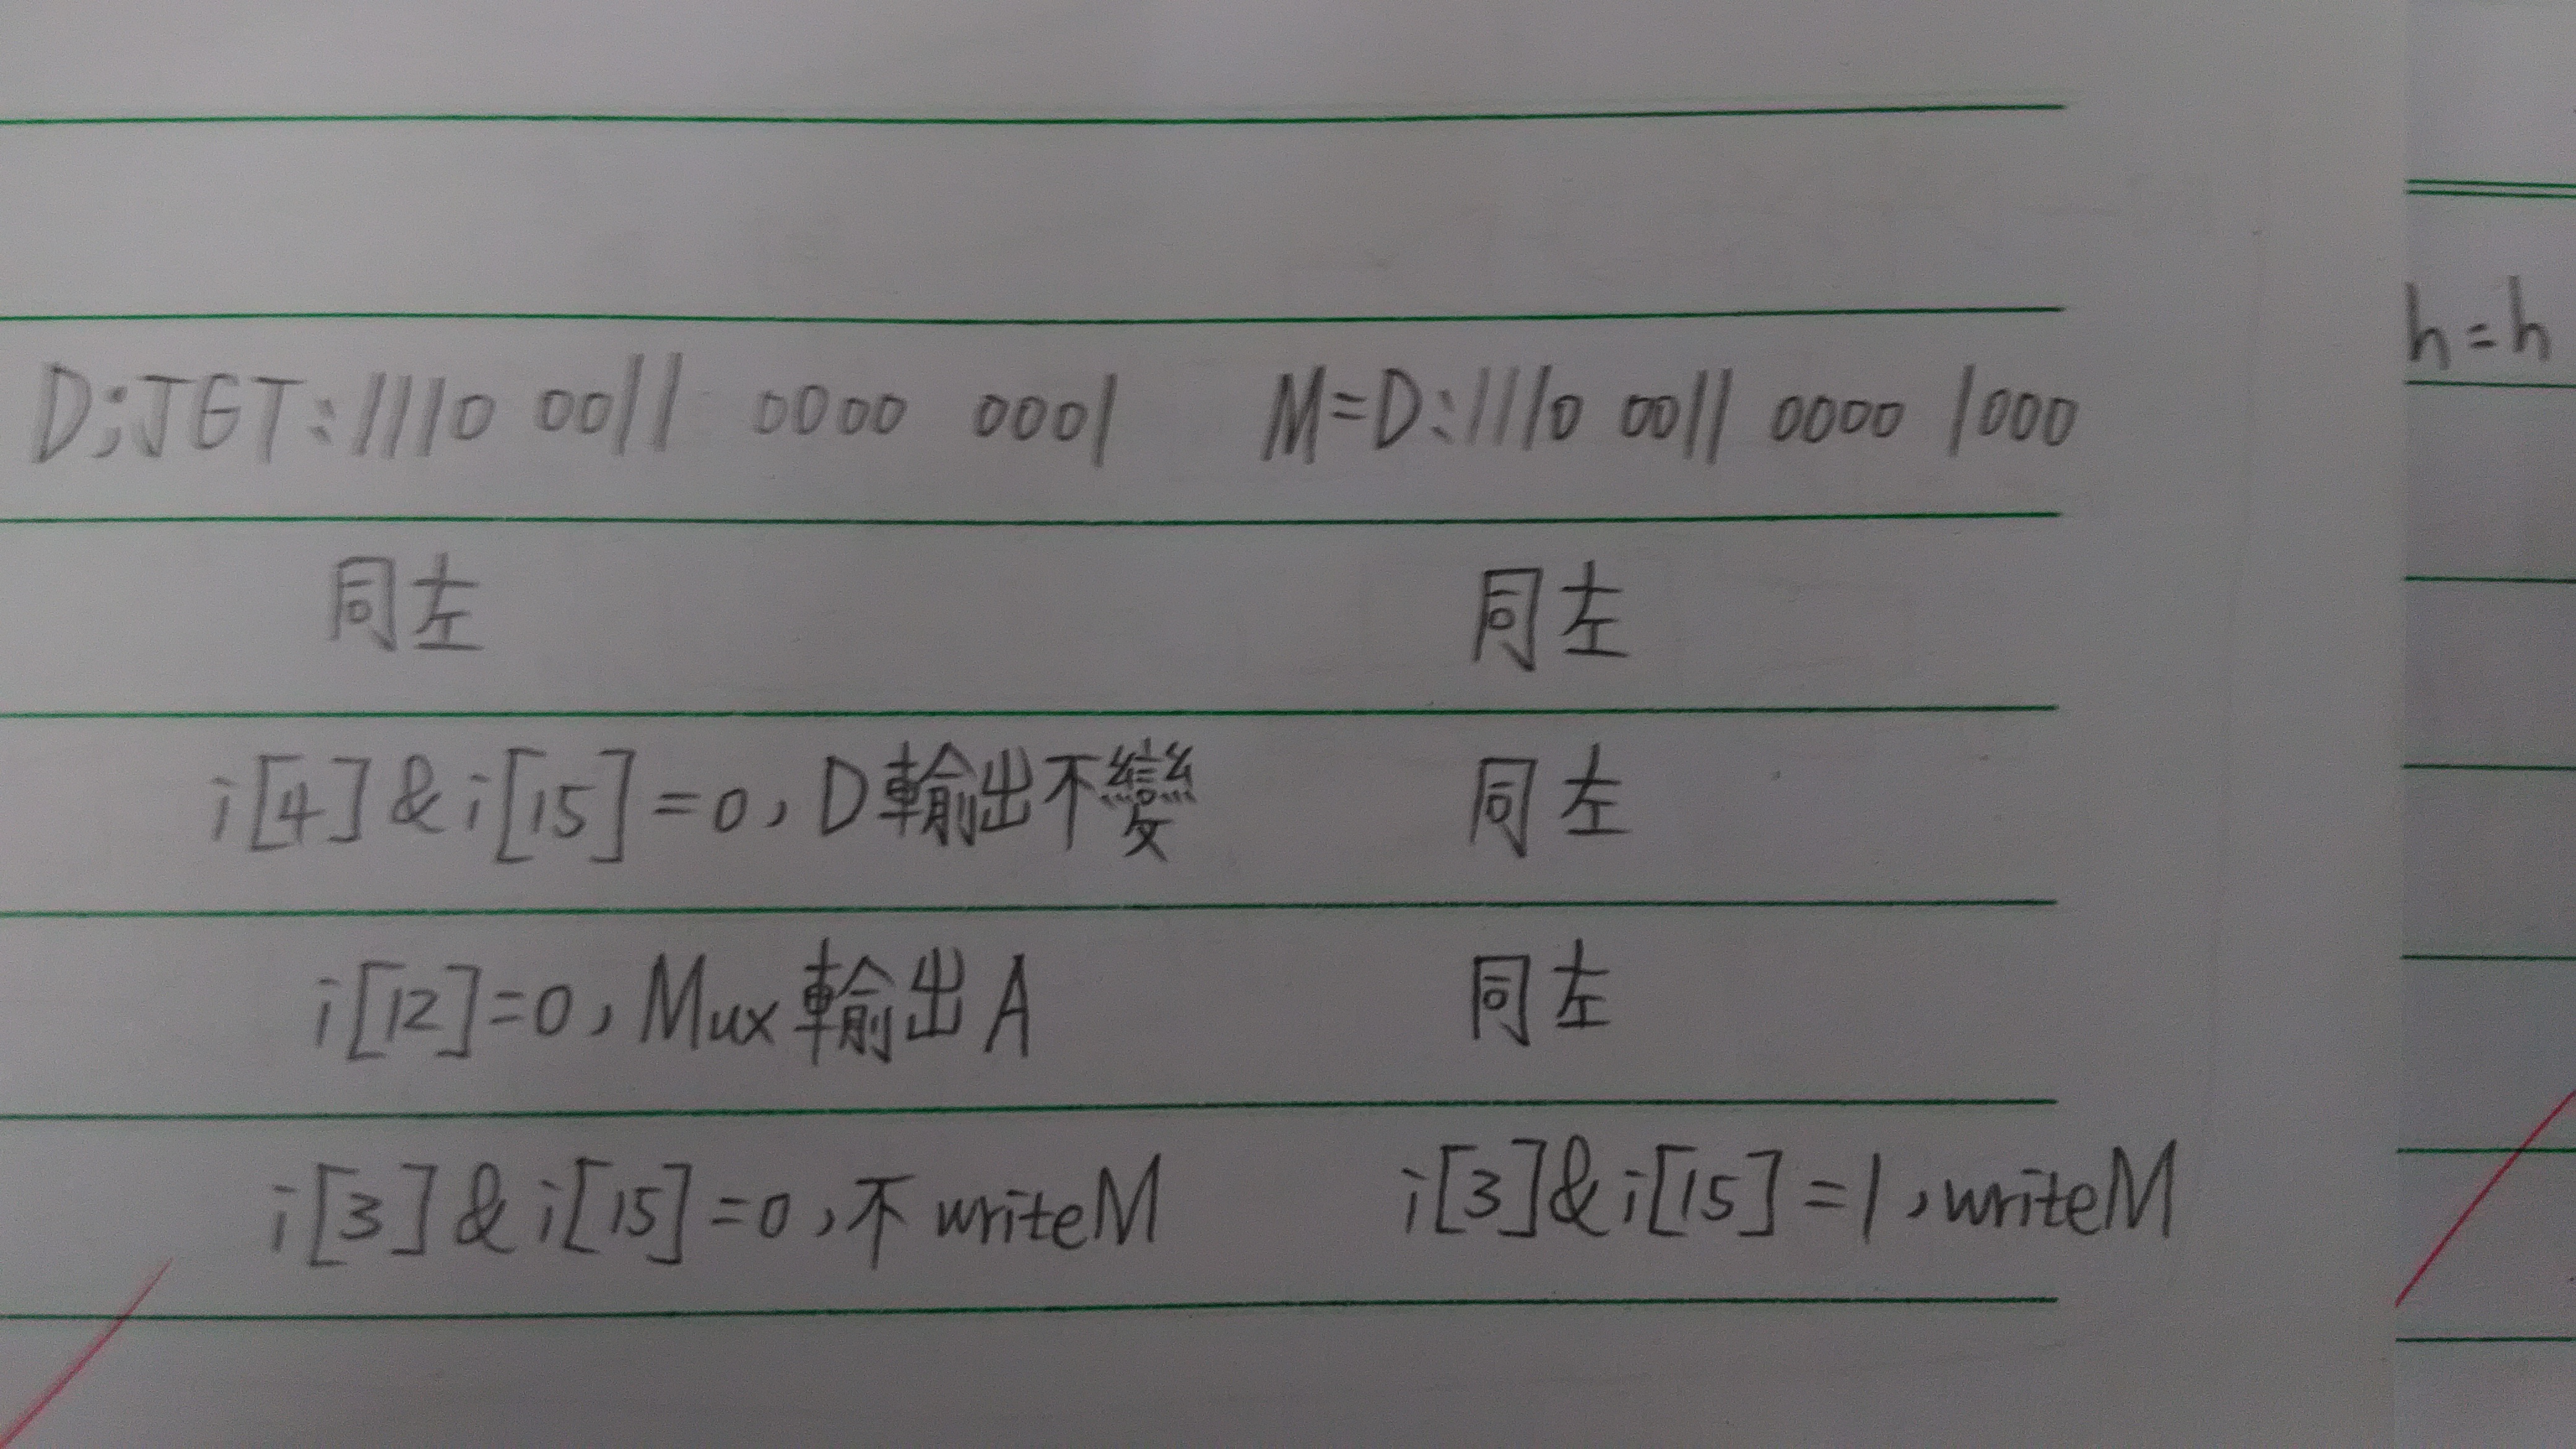 D;JGT:1110 0011 0000 0001 M=D:1110 0011 0000 1000
同左 同左
i[4]&i[15]=0,D輸出不變 同左
i[12]=0,Mux輸出A 同左
i[3]&i[15]=0,不writeM i[3]&i[15]=1,writeM
h=h